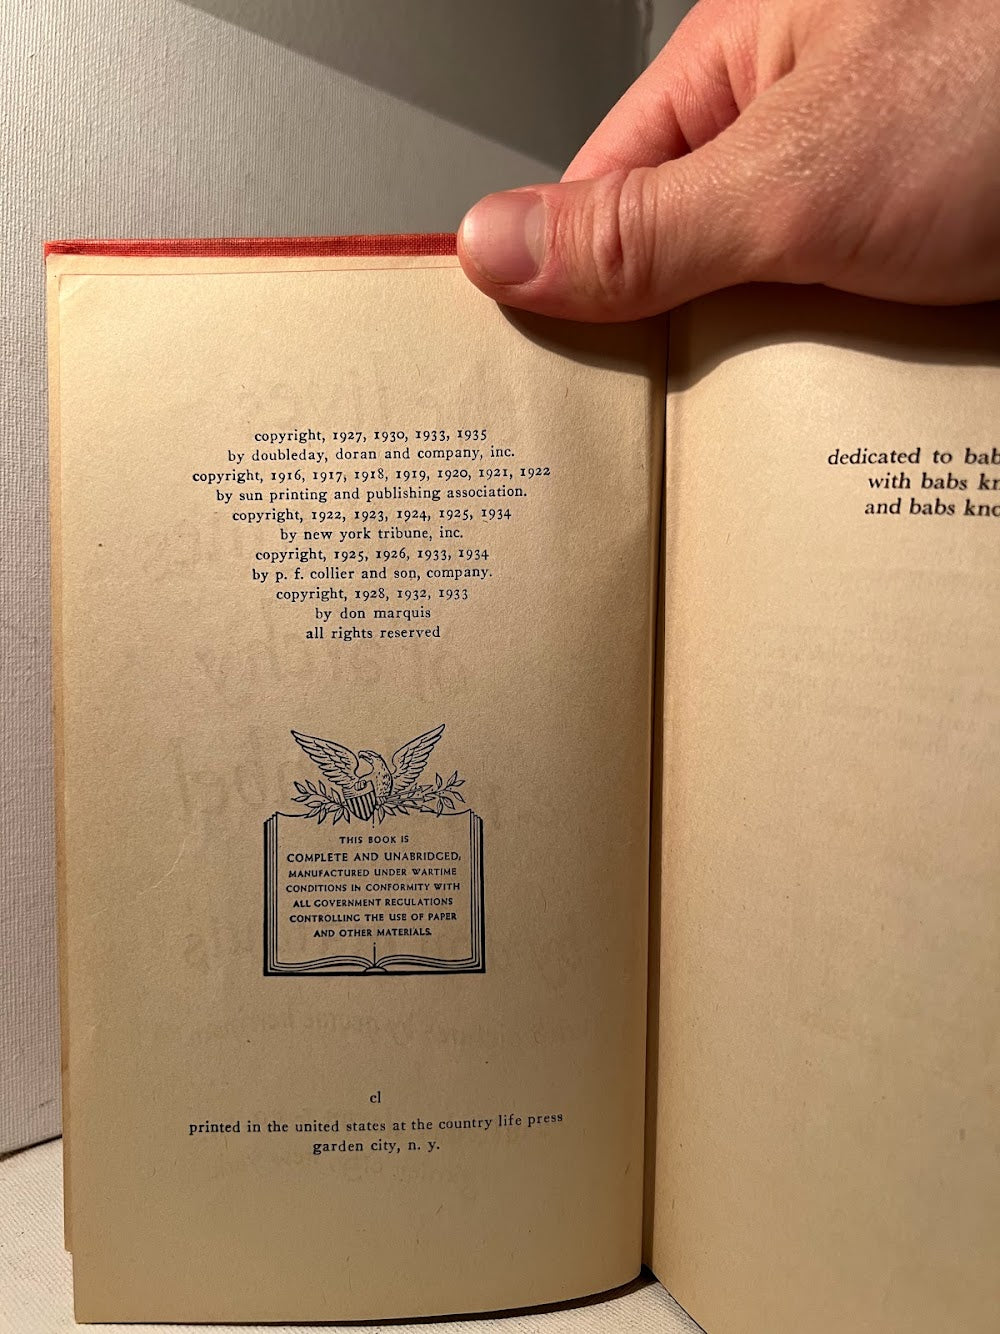 copyright, 1927, 1930, 1933, 1935
by doubleday, doran and company, inc.
copyright, 1916, 1917, 1918, 1919, 1920, 1921, 1922
by sun printing and publishing association.
copyright, 1922, 1923, 1924, 1925, 1934
by new york tribune, inc.
copyright, 1925, 1926, 1933, 1934
by p. f. collier and son, company.
copyright, 1928, 1932, 1933
by don marquis
all rights reserved
THIS BOOK IS
COMPLETE AND UNABRIDGED,
MANUFACTURED UNDER WARTIME
CONDITIONS IN CONFORMITY WITH
ALL GOVERNMENT REGULATIONS
CONTROLLING THE USE OF PAPER
AND OTHER MATERIALS.
cl
printed in the united states at the country life press
garden city, n. y.
dedicated to bab
with babs kn
and babs kno